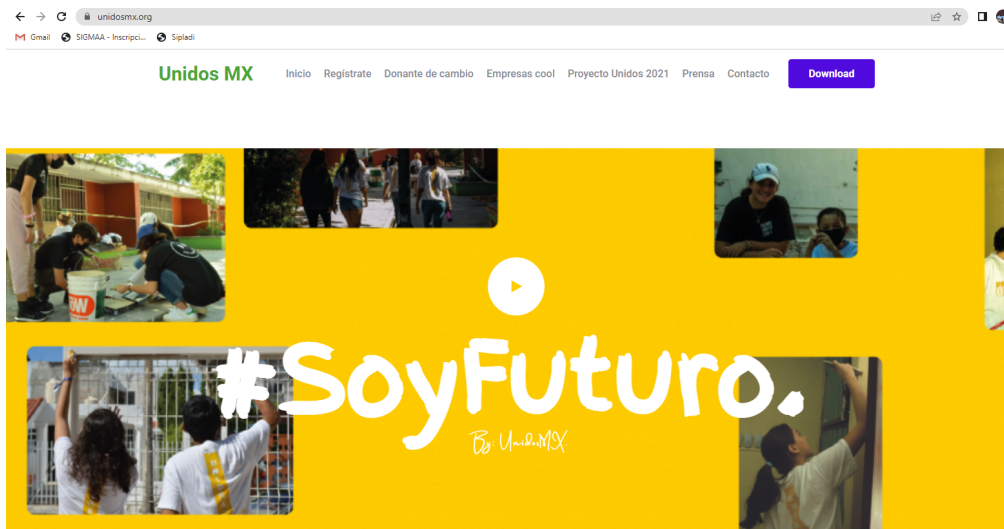 unidosmx.org
Gmail SIGMAA - Inscripci... Sipladi
Unidos MX Inicio Regístrate Donante de cambio Empresas cool Proyecto Unidos 2021 Prensa Contacto Download
#SoyFuturo.
By: UnidosMX